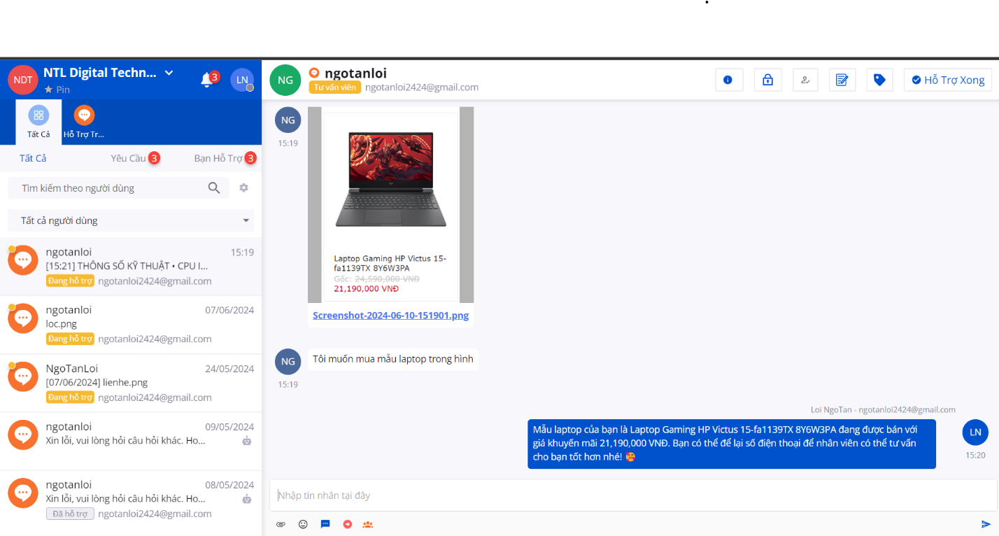 NDT
NTL Digital Techn...
3
LN
Pin
Tất Cả
Hỗ Trợ Tr...
Tất Cả
Yêu Cầu 3
Bạn Hỗ Trợ 3
Tìm kiếm theo người dùng
Tất cả người dùng
ngotanloi
15:19
[15:21] THÔNG SỐ KỸ THUẬT • CPU I...
Đang hỗ trợ ngotanloi2424@gmail.com
ngotanloi
07/06/2024
loc.png
Đang hỗ trợ ngotanloi2424@gmail.com
NgoTanLoi
24/05/2024
[07/06/2024] lienhe.png
Đang hỗ trợ ngotanloi2424@gmail.com
ngotanloi
09/05/2024
Xin lỗi, vui lòng hỏi câu hỏi khác. Ho...
ngotanloi
08/05/2024
Xin lỗi, vui lòng hỏi câu hỏi khác. Ho...
Đã hỗ trợ ngotanloi2424@gmail.com
NG
ngotanloi
Tư vấn viên ngotanloi2424@gmail.com
Hỗ Trợ Xong
NG
15:19
Laptop Gaming HP Victus 15-
fa1139TX 8Y6W3PA
Gốc: 24,590,000 VNĐ
21,190,000 VNĐ
Screenshot-2024-06-10-151901.png
NG
Tôi muốn mua mẫu laptop trong hình
15:19
Loi NgoTan - ngotanloi2424@gmail.com
Mẫu laptop của bạn là Laptop Gaming HP Victus 15-fa1139TX 8Y6W3PA đang được bán với
giá khuyến mãi 21,190,000 VNĐ. Bạn có thể để lại số điện thoại để nhân viên có thể tư vấn
cho bạn tốt hơn nhé! 🥰
LN
15:20
Nhập tin nhắn tại đây